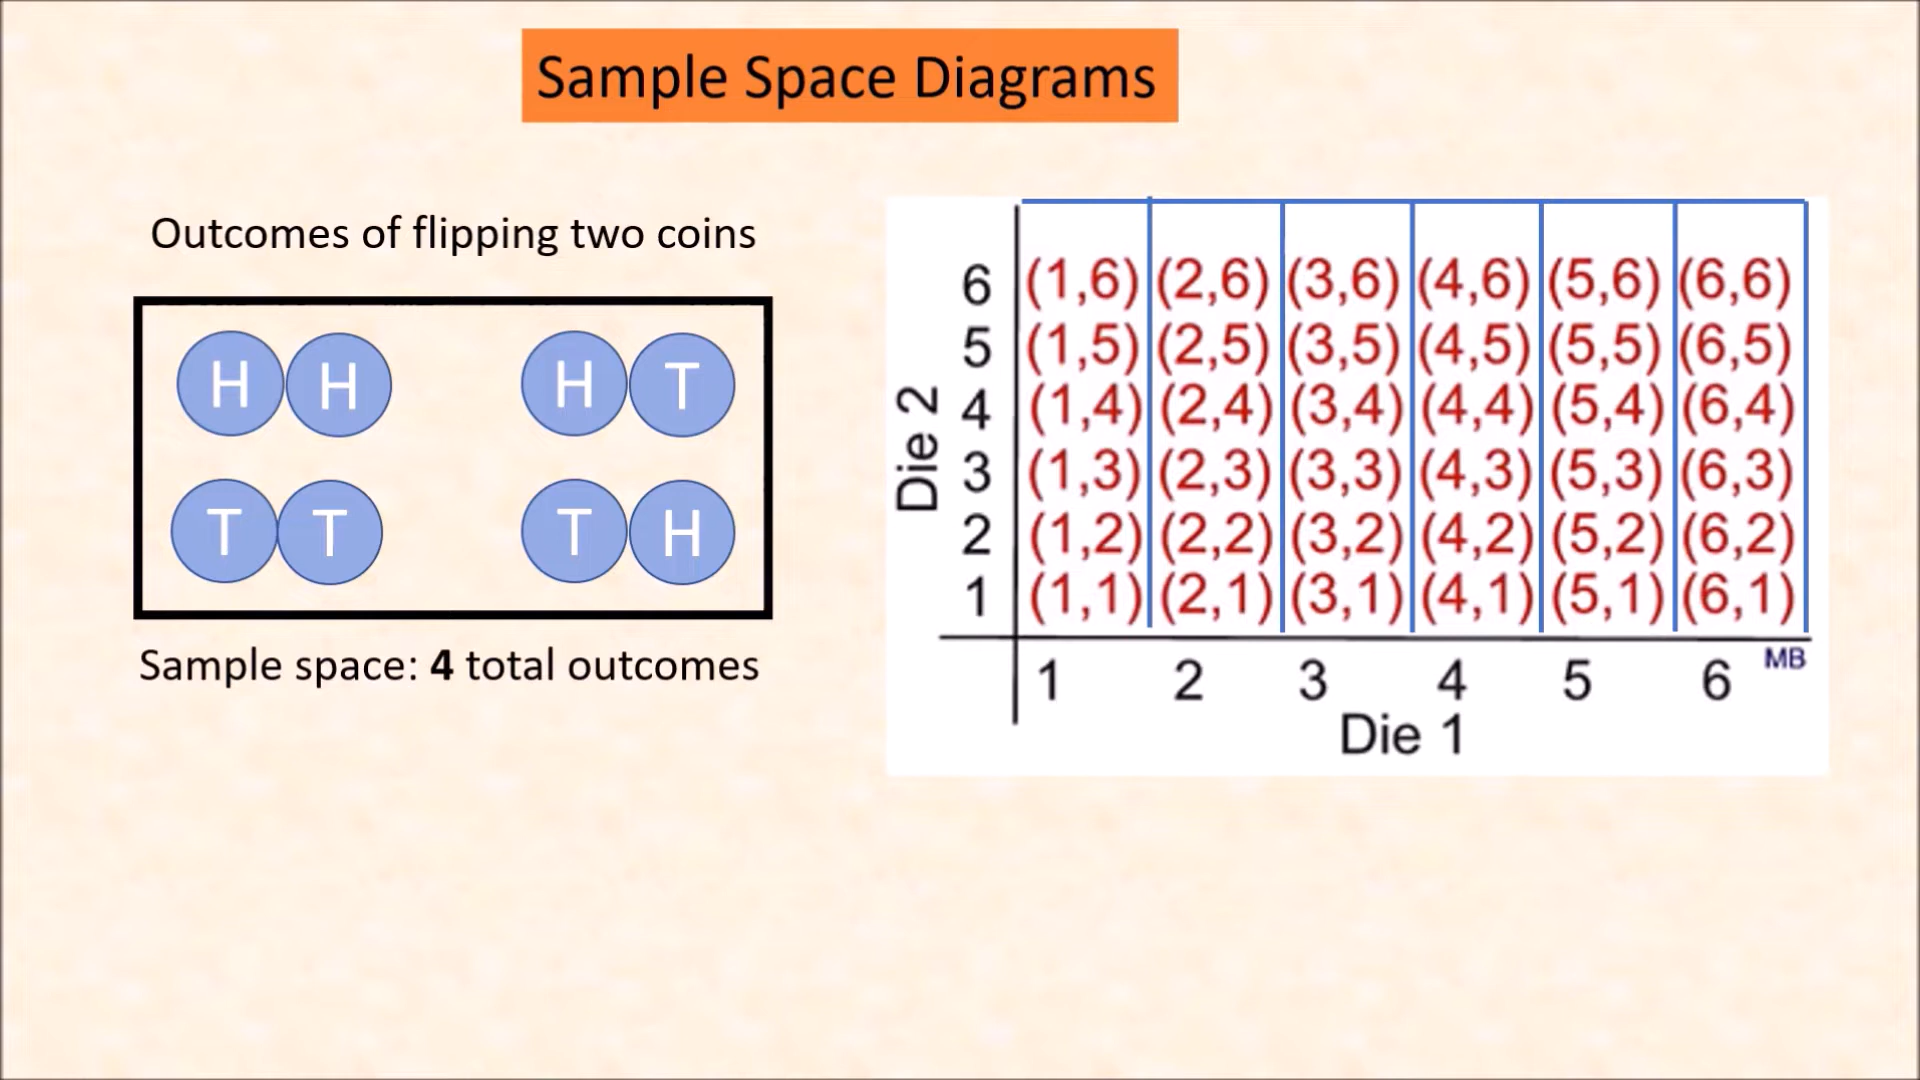 Sample Space Diagrams
Outcomes of flipping two coins
H H H T
T T T H
Sample space: 4 total outcomes
Die 2
6 (1,6) (2,6) (3,6) (4,6) (5,6) (6,6)
5 (1,5) (2,5) (3,5) (4,5) (5,5) (6,5)
4 (1,4) (2,4) (3,4) (4,4) (5,4) (6,4)
3 (1,3) (2,3) (3,3) (4,3) (5,3) (6,3)
2 (1,2) (2,2) (3,2) (4,2) (5,2) (6,2)
1 (1,1) (2,1) (3,1) (4,1) (5,1) (6,1)
1 2 3 4 5 6 MB
Die 1